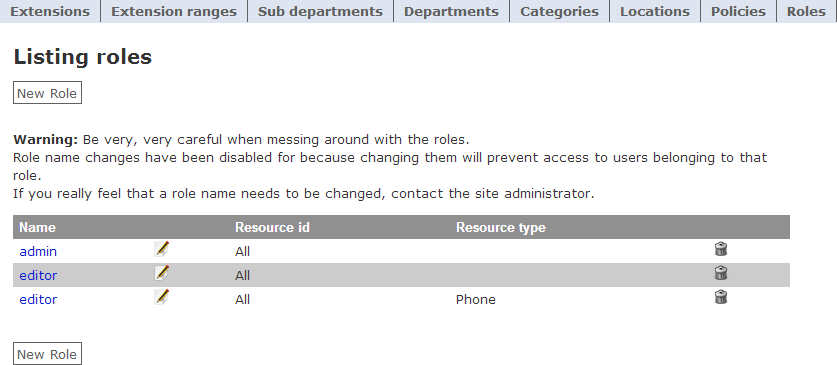 Extensions Extension ranges Sub departments Departments Categories Locations Policies Roles
Listing roles
New Role
Warning: Be very, very careful when messing around with the roles.
Role name changes have been disabled for because changing them will prevent access to users belonging to that
role.
If you really feel that a role name needs to be changed, contact the site administrator.
Name Resource id Resource type
admin All
editor All
editor All Phone
New Role